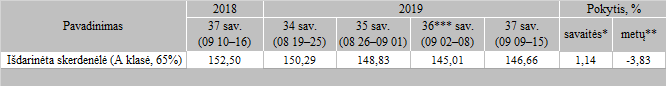 Pavadinimas 2018 2019 Pokytis, %
37 sav. (09 10–16) 34 sav. (08 19–25) 35 sav. (08 26–09 01) 36*** sav. (09 02–08) 37 sav. (09 09–15) savaitės* metų**
Išdarinėta skerdenėlė (A klasė, 65%) 152,50 150,29 148,83 145,01 146,66 1,14 -3,83